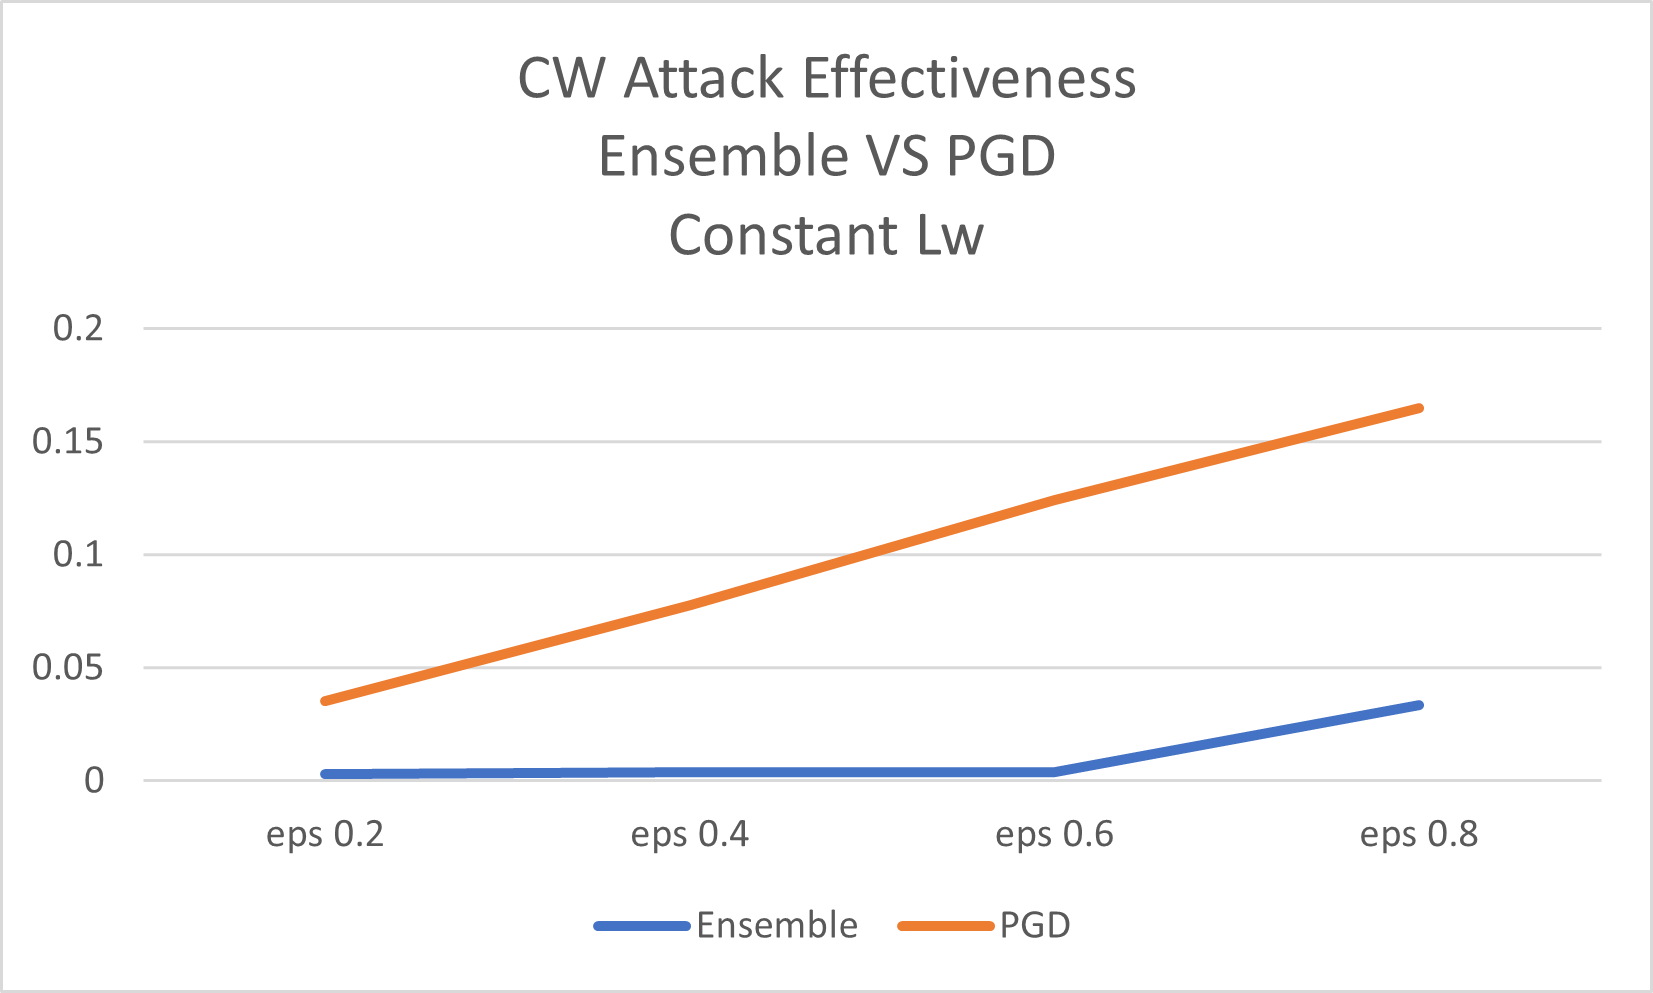 CW Attack Effectiveness
Ensemble VS PGD
Constant Lw
0.2
0.15
0.1
0.05
0
eps 0.2
eps 0.4
eps 0.6
eps 0.8
Ensemble
PGD